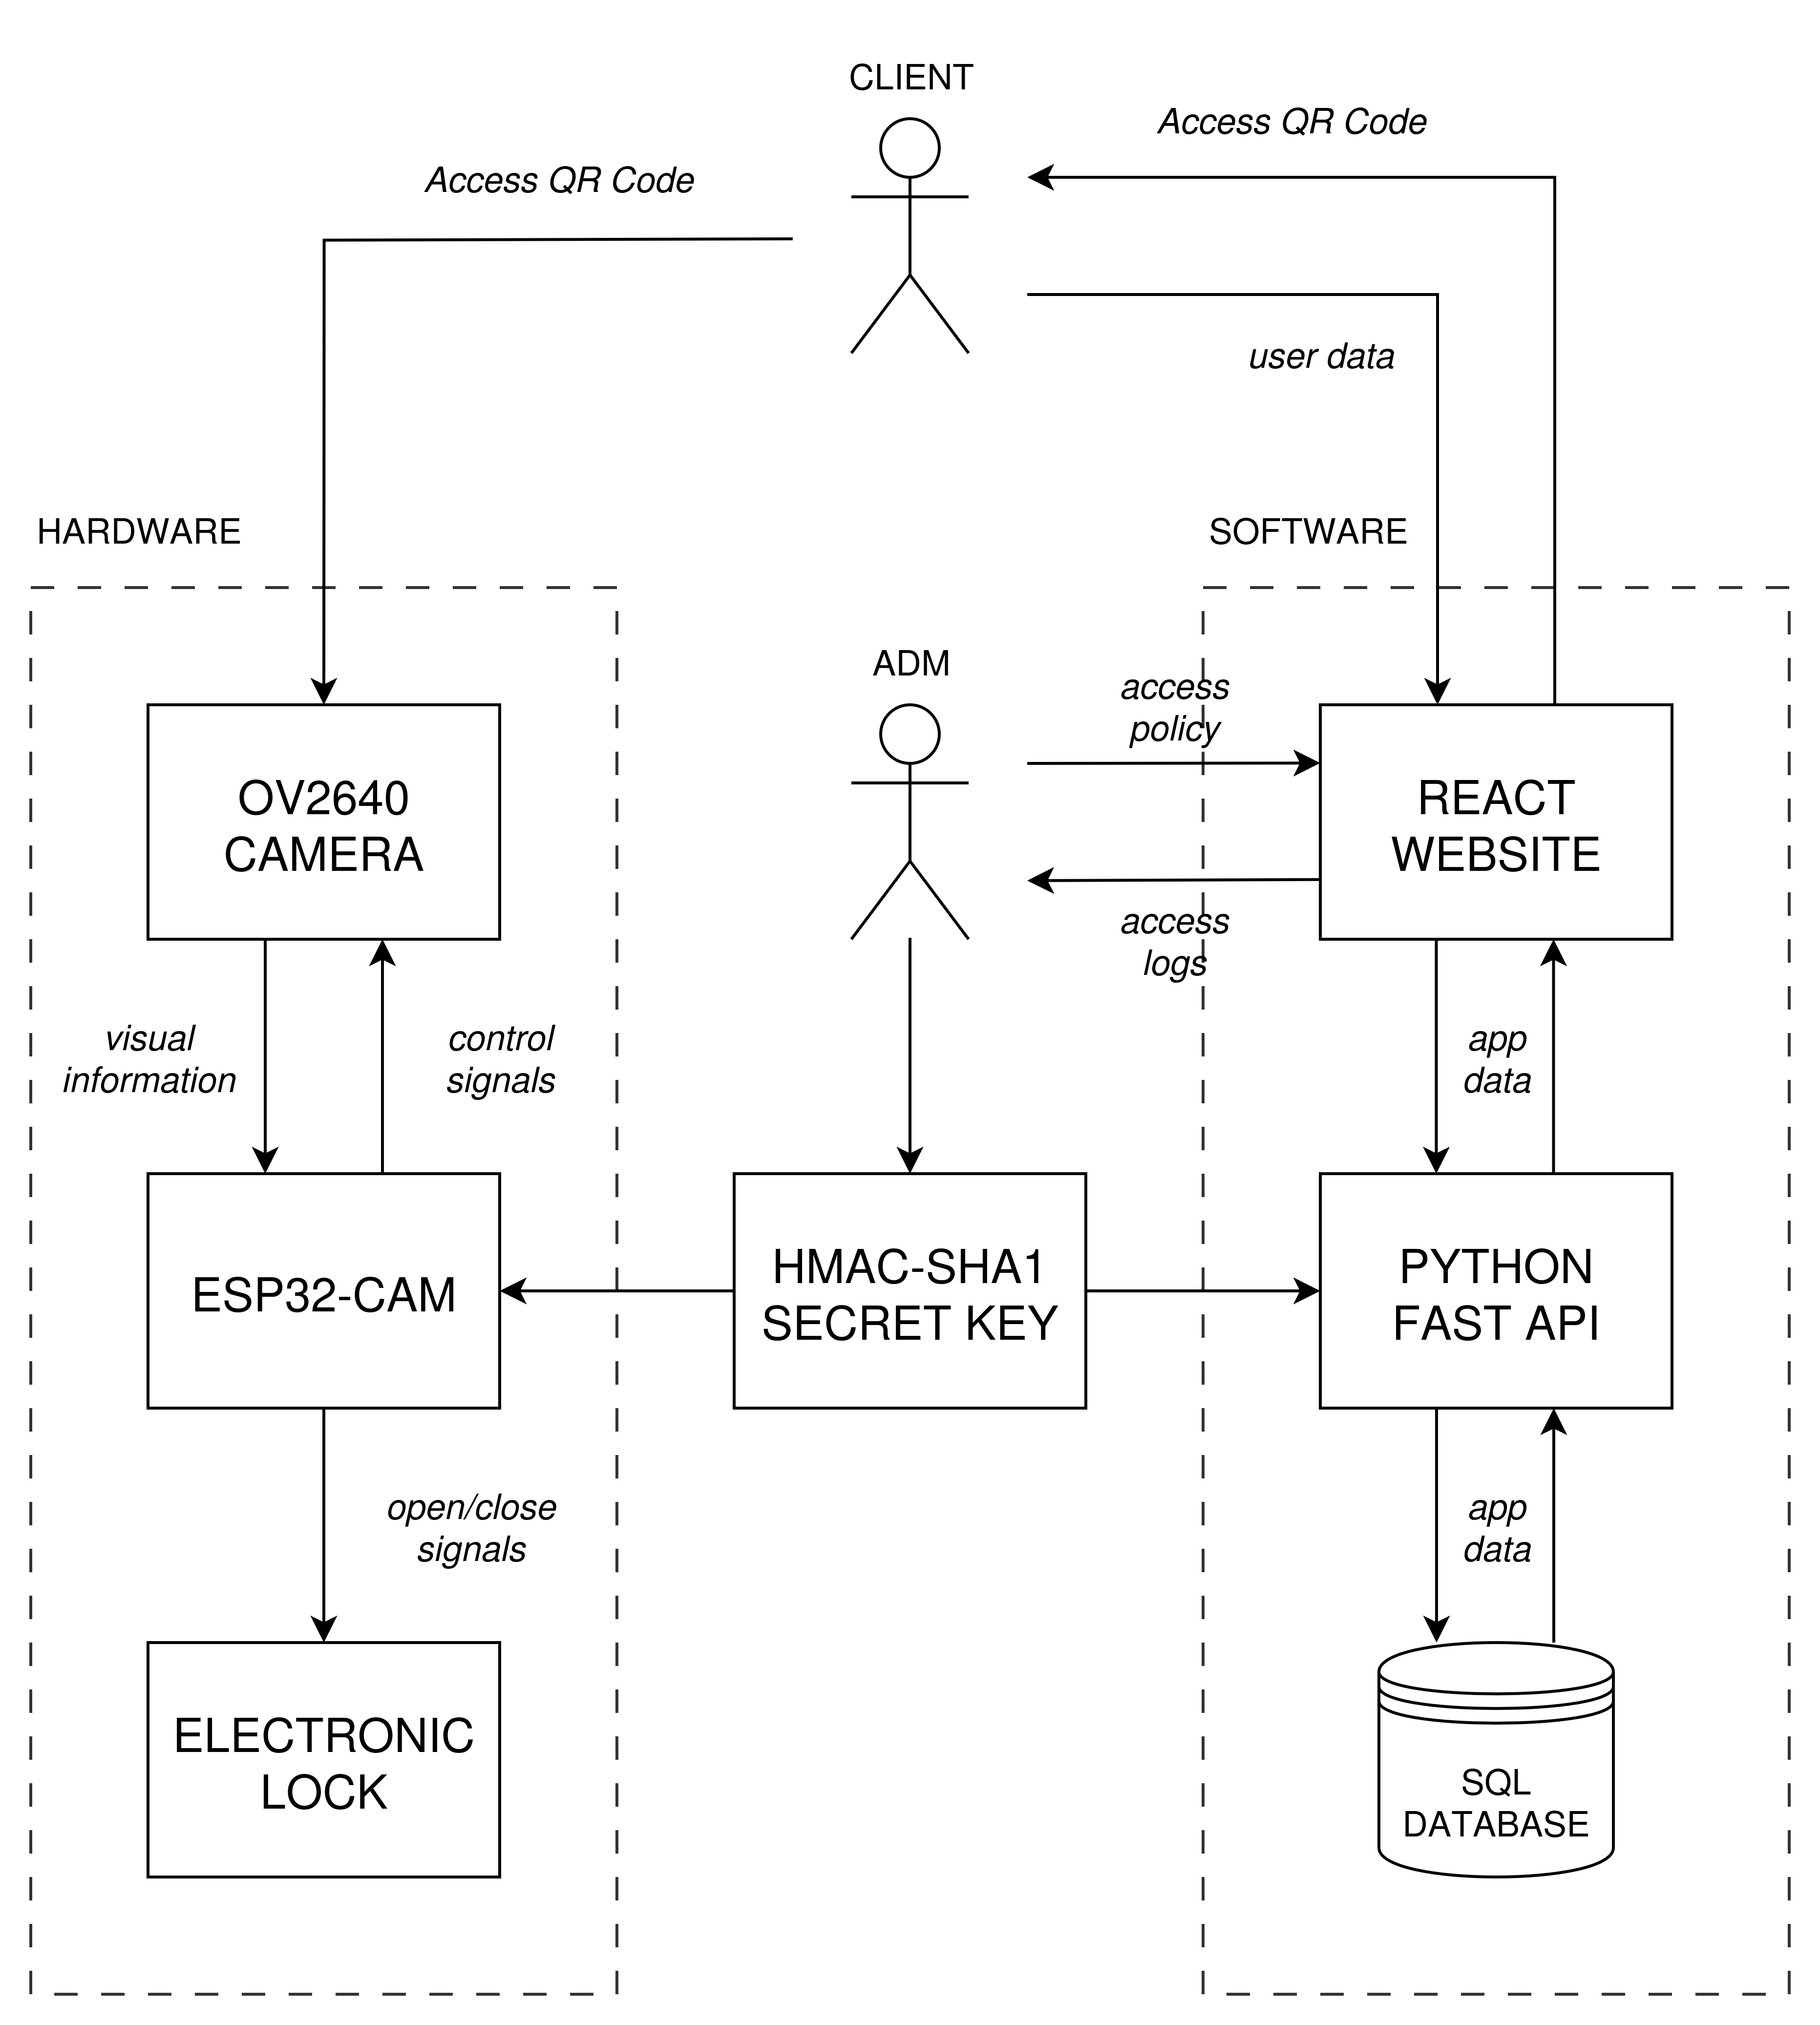 CLIENT
Access QR Code
Access QR Code
user data
HARDWARE
SOFTWARE
ADM
access
policy
OV2640
CAMERA
REACT
WEBSITE
access
logs
visual
information
control
signals
app
data
ESP32-CAM
HMAC-SHA1
SECRET KEY
PYTHON
FAST API
open/close
signals
app
data
ELECTRONIC
LOCK
SQL
DATABASE